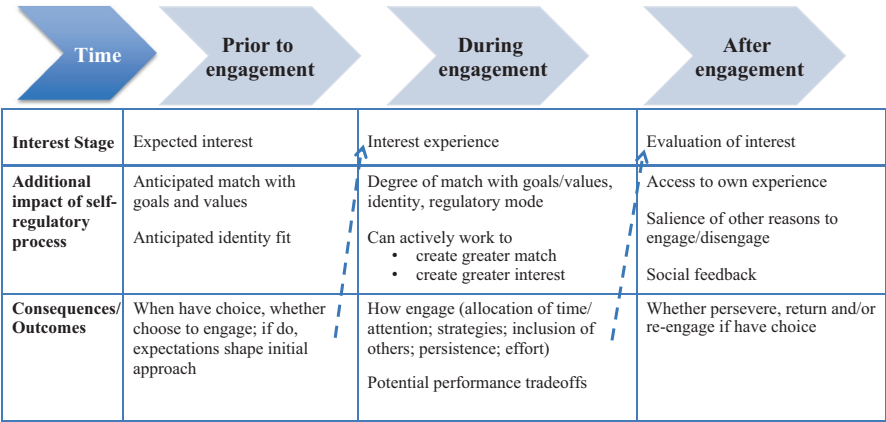 Time
Prior to
engagement
During
engagement
After
engagement
Interest Stage
Expected interest
Interest experience
Evaluation of interest
Additional
impact of self-
regulatory
process
Anticipated match with
goals and values
Anticipated identity fit
Degree of match with goals/values,
identity, regulatory mode
Can actively work to
• create greater match
• create greater interest
Access to own experience
Salience of other reasons to
engage/disengage
Social feedback
Consequences/
Outcomes
When have choice, whether
choose to engage; if do,
expectations shape initial
approach
How engage (allocation of time/
attention; strategies; inclusion of
others; persistence; effort)
Potential performance tradeoffs
Whether persevere, return and/or
re-engage if have choice